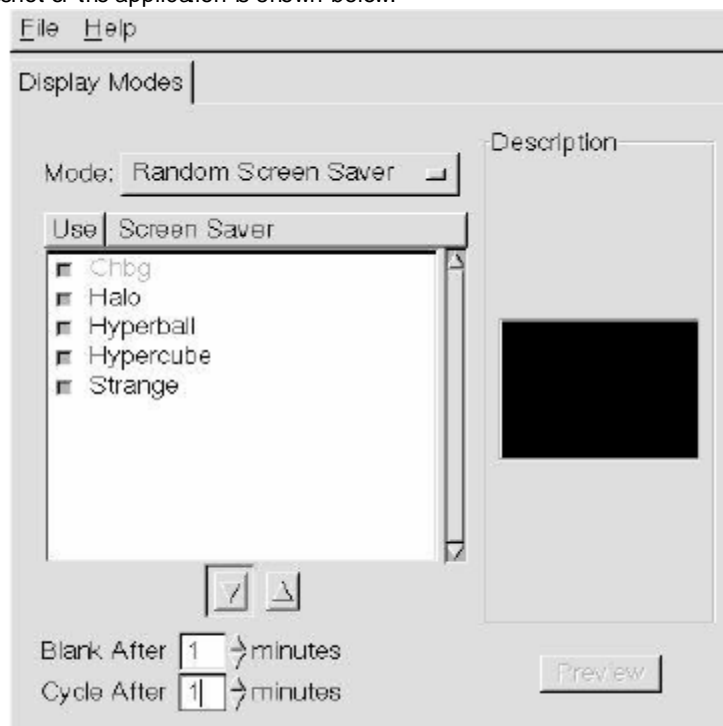 File Help
Display Modes
Description
Mode: Random Screen Saver
Use Screen Saver
Chbg
Halo
Hyperball
Hypercube
Strange
Blank After 1 minutes
Cycle After 1 minutes
Preview